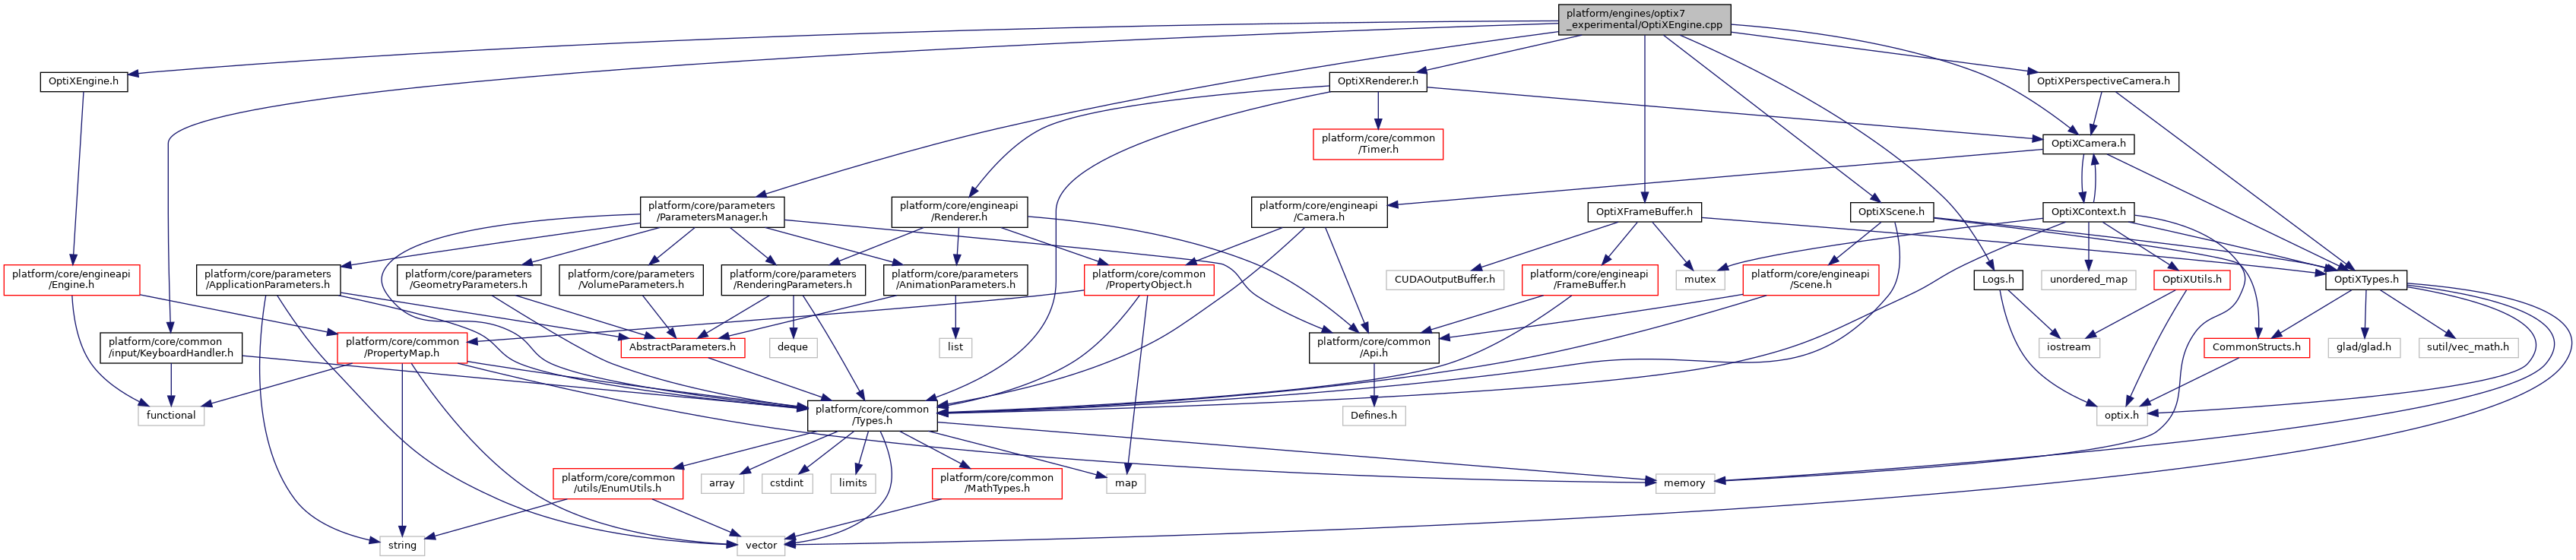 platform/engines/optix7
_experimental/OptiXEngine.cpp
OptiXEngine.h
OptiXRenderer.h
OptiXPerspectiveCamera.h
platform/core/common
/Timer.h
OptiXCamera.h
platform/core/parameters
/ParametersManager.h
platform/core/engineapi
/Renderer.h
platform/core/engineapi
/Camera.h
OptiXFrameBuffer.h
OptiXScene.h
OptiXContext.h
platform/core/engineapi
/Engine.h
platform/core/parameters
/ApplicationParameters.h
platform/core/parameters
/GeometryParameters.h
platform/core/parameters
/VolumeParameters.h
platform/core/parameters
/RenderingParameters.h
platform/core/parameters
/AnimationParameters.h
platform/core/common
/PropertyObject.h
CUDAOutputBuffer.h
platform/core/engineapi
/FrameBuffer.h
mutex
platform/core/engineapi
/Scene.h
Logs.h
unordered_map
OptiXUtils.h
OptiXTypes.h
platform/core/common
/input/KeyboardHandler.h
platform/core/common
/PropertyMap.h
AbstractParameters.h
deque
list
platform/core/common
/Api.h
iostream
CommonStructs.h
glad/glad.h
sutil/vec_math.h
functional
platform/core/common
/Types.h
Defines.h
optix.h
platform/core/common
/utils/EnumUtils.h
array
cstdint
limits
platform/core/common
/MathTypes.h
map
memory
string
vector